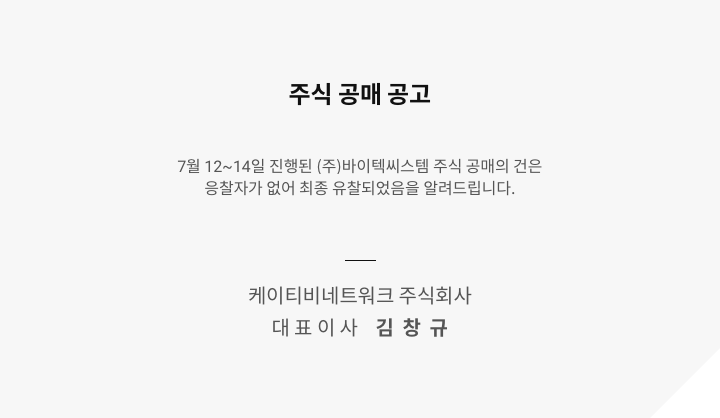 주식 공매 공고
7월 12~14일 진행된 (주)바이텍씨스템 주식 공매의 건은
응찰자가 없어 최종 유찰되었음을 알려드립니다.
케이티비네트워크 주식회사
대 표 이 사 김 창 규